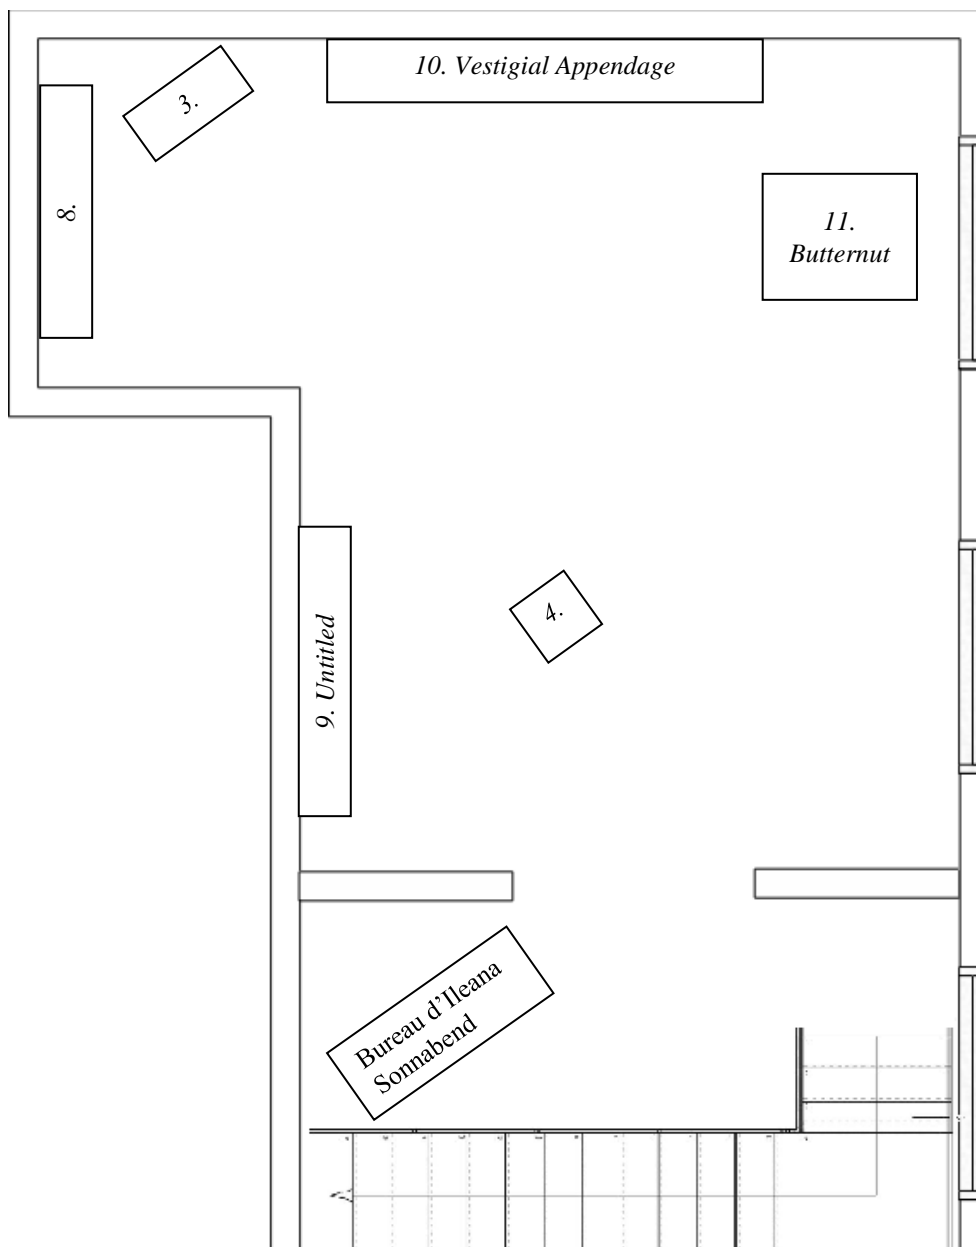 10. Vestigial Appendage
3.
8.
11.
Butternut
4.
9. Untitled
Bureau d’Ileana
Sonnabend